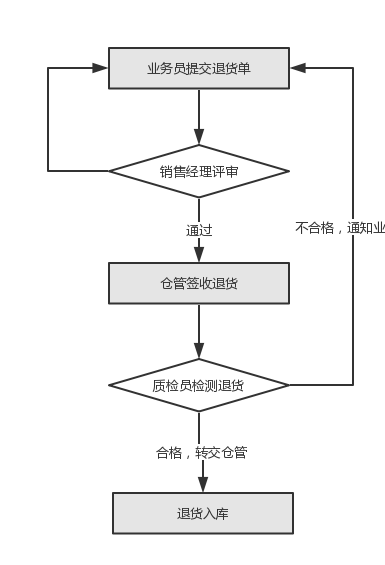 业务员提交退货单
销售经理评审
通过
不合格，通知业
仓管签收退货
质检员检测退货
合格，转交仓管
退货入库